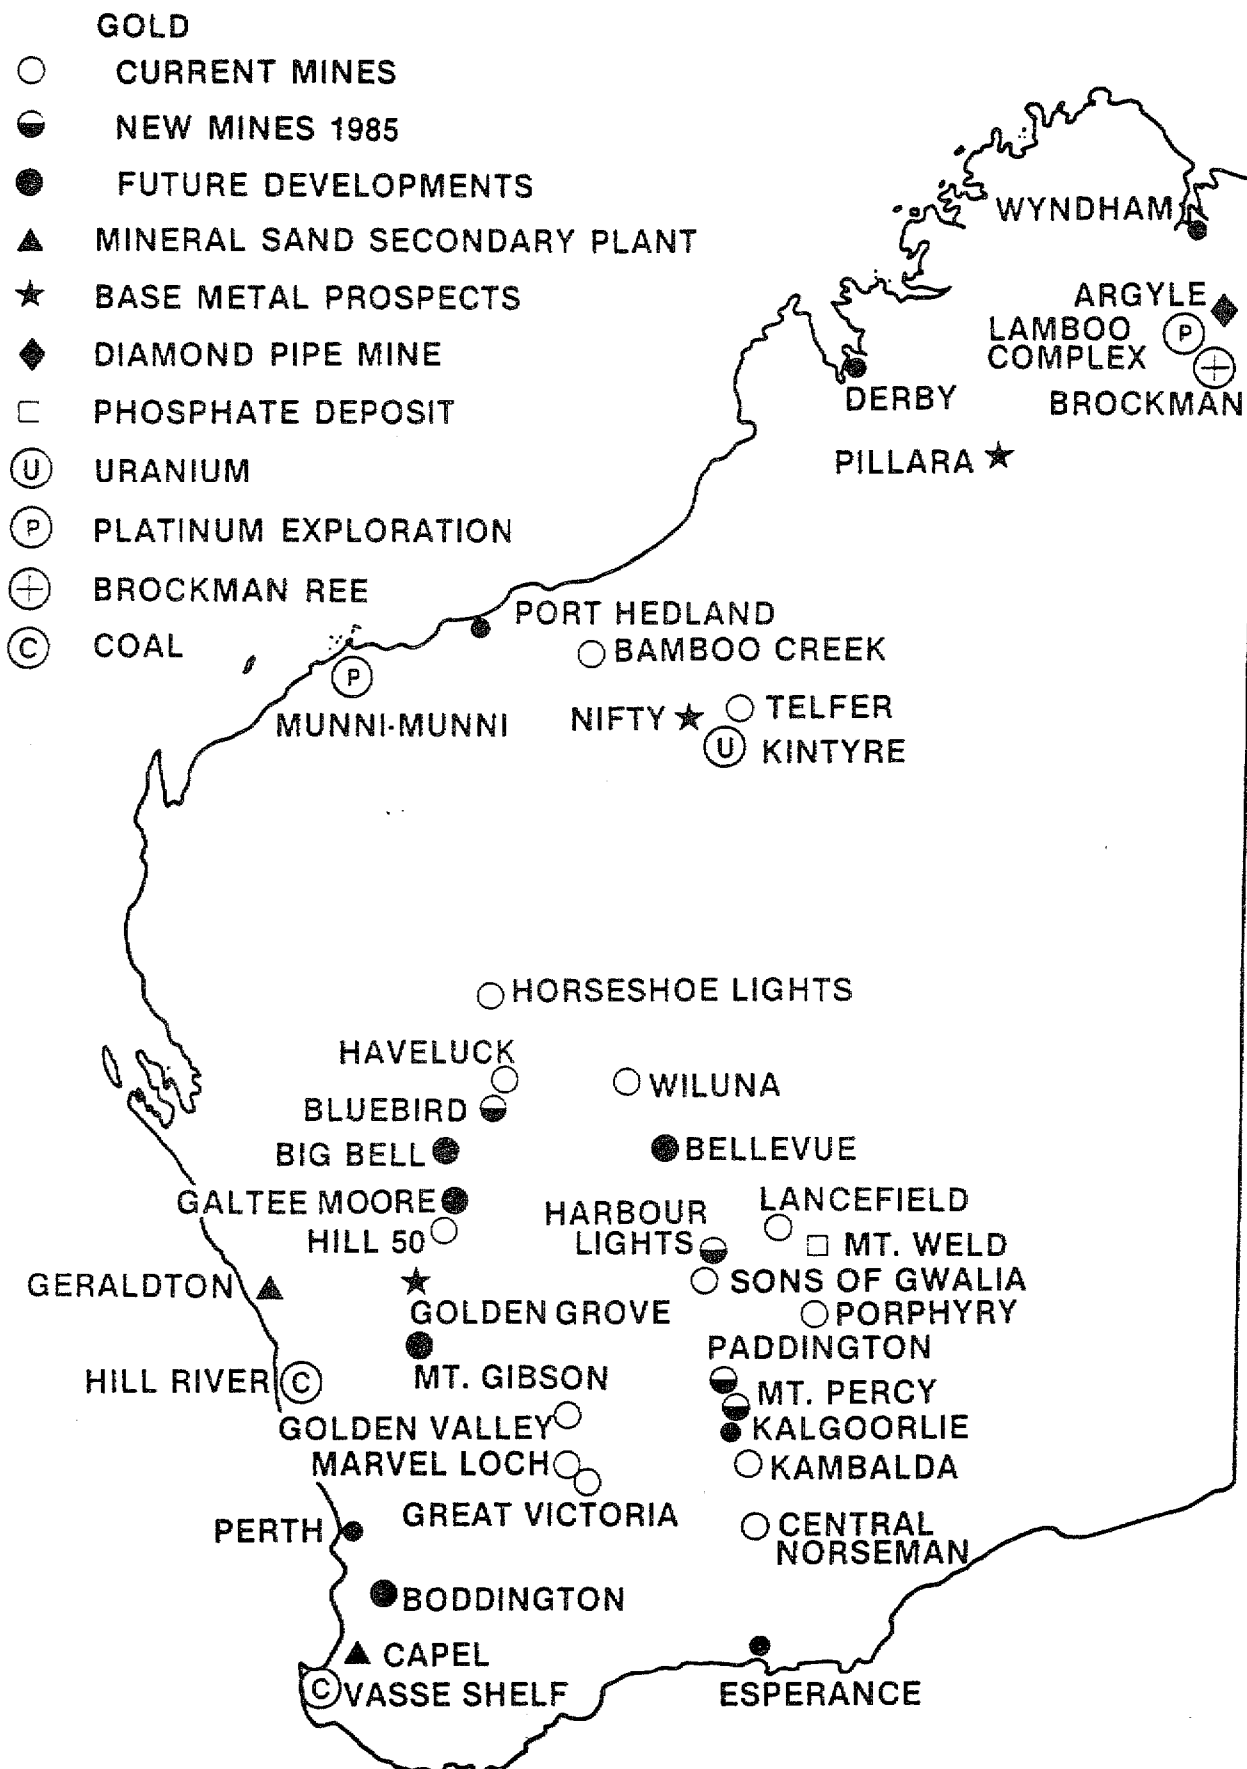 GOLD
CURRENT MINES
NEW MINES 1985
FUTURE DEVELOPMENTS
MINERAL SAND SECONDARY PLANT
BASE METAL PROSPECTS
DIAMOND PIPE MINE
PHOSPHATE DEPOSIT
U URANIUM
P PLATINUM EXPLORATION
BROCKMAN REE
C COAL
WYNDHAM
ARGYLE
LAMBOO P
COMPLEX
BROCKMAN
DERBY
PILLARA
PORT HEDLAND
BAMBOO CREEK
P
MUNNI-MUNNI
NIFTY
TELFER
U KINTYRE
HORSESHOE LIGHTS
HAVELUCK
WILUNA
BLUEBIRD
BIG BELL
BELLEVUE
GALTEE MOORE
LANCEFIELD
HARBOUR
LIGHTS
HILL 50
MT. WELD
GERALDTON
SONS OF GWALIA
GOLDEN GROVE
PORPHYRY
PADDINGTON
HILL RIVER C
MT. GIBSON
MT. PERCY
GOLDEN VALLEY
KALGOORLIE
MARVEL LOCH
KAMBALDA
GREAT VICTORIA
PERTH
CENTRAL
NORSEMAN
BODDINGTON
CAPEL
C VASSE SHELF
ESPERANCE